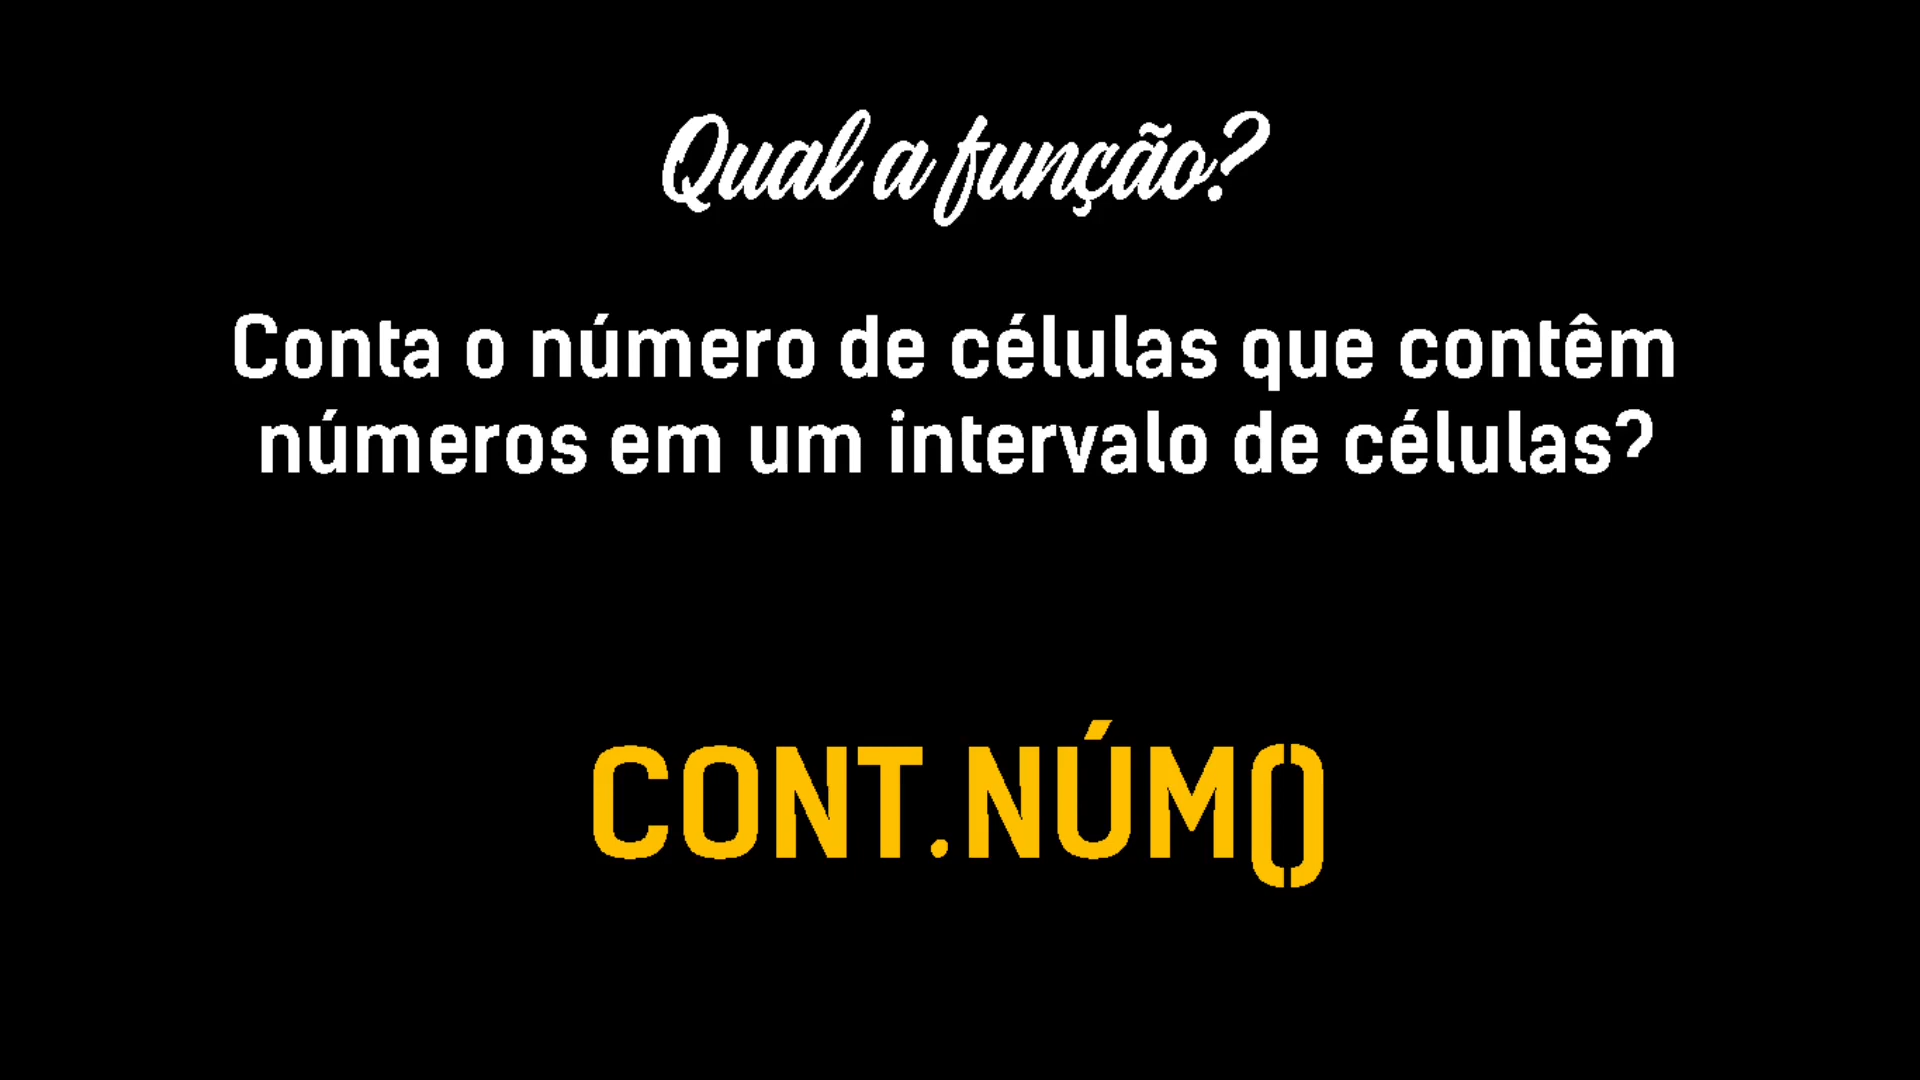 Qual a função?
Conta o número de células que contêm
números em um intervalo de células?
CONT.NÚM()